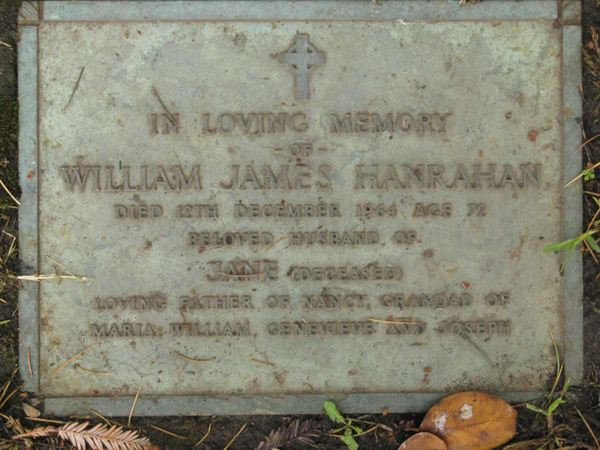 IN LOVING MEMORY
- OF -
WILLIAM JAMES HANRAHAN
DIED 12TH DECEMBER 1964 AGE 72
BELOVED HUSBAND OF
JANE (DECEASED)
LOVING FATHER OF NANCY, GRANDAD OF
MARIA, WILLIAM, GENEVIEVE AND JOSEPH